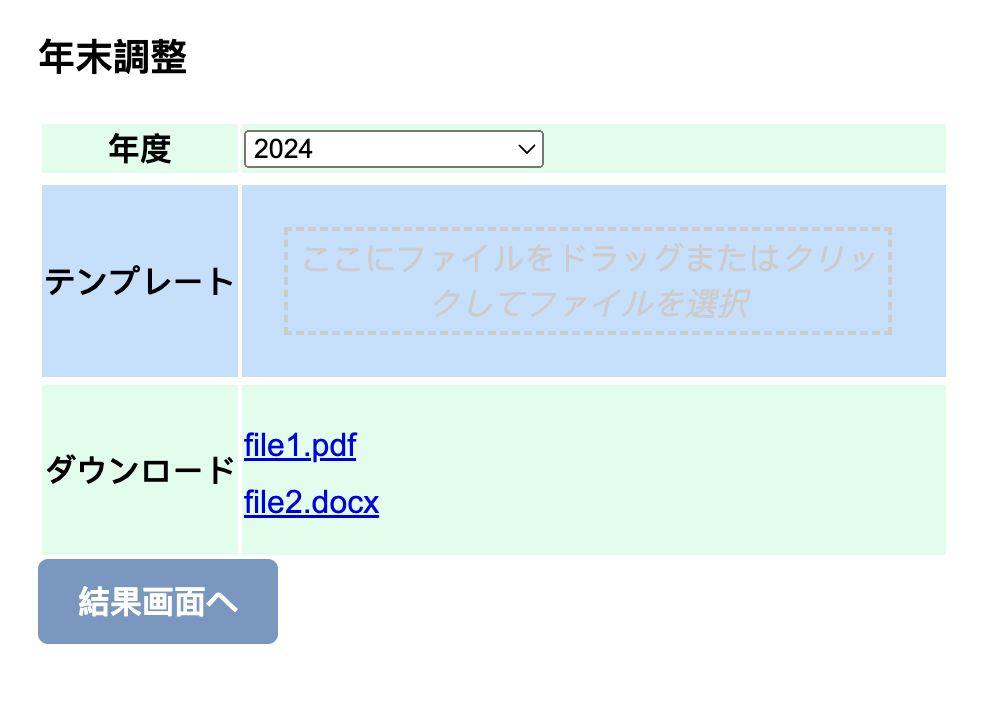 年末調整
年度 2024
テンプレート
ここにファイルをドラッグまたはクリッ
クしてファイルを選択
ダウンロード
file1.pdf
file2.docx
結果画面へ